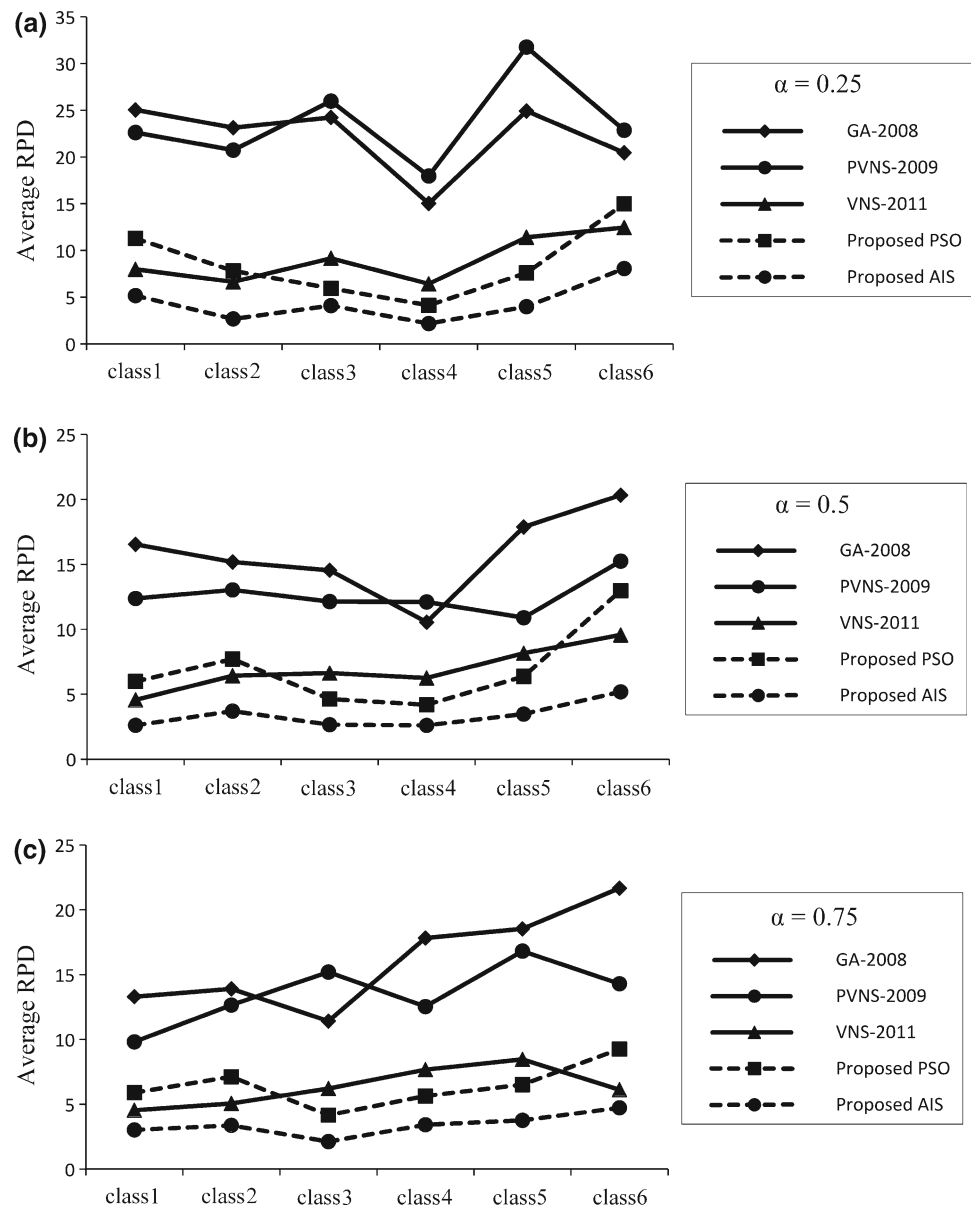 (a)
35
30
25
20
15
10
5
0
Average RPD
class1 class2 class3 class4 class5 class6
α = 0.25
GA-2008
PVNS-2009
VNS-2011
Proposed PSO
Proposed AIS
(b)
25
20
15
10
5
0
Average RPD
class1 class2 class3 class4 class5 class6
α = 0.5
GA-2008
PVNS-2009
VNS-2011
Proposed PSO
Proposed AIS
(c)
25
20
15
10
5
0
Average RPD
class1 class2 class3 class4 class5 class6
α = 0.75
GA-2008
PVNS-2009
VNS-2011
Proposed PSO
Proposed AIS